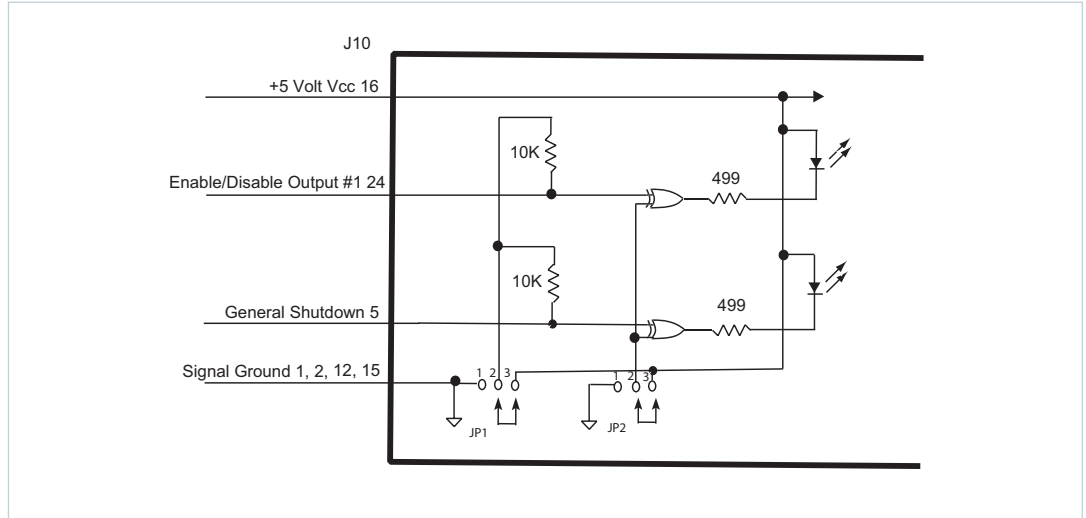 J10
+5 Volt Vcc 16
10K
Enable/Disable Output #1 24
499
10K
General Shutdown 5
499
Signal Ground 1, 2, 12, 15
1 2 3
1 2 3
JP1
JP2